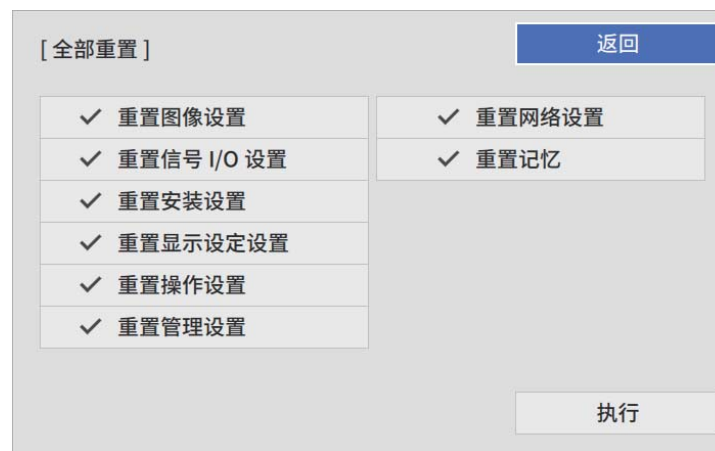 [全部重置]
返回
重置图像设置
重置信号 I/O 设置
重置安装设置
重置显示设定设置
重置操作设置
重置管理设置
重置网络设置
重置记忆
执行